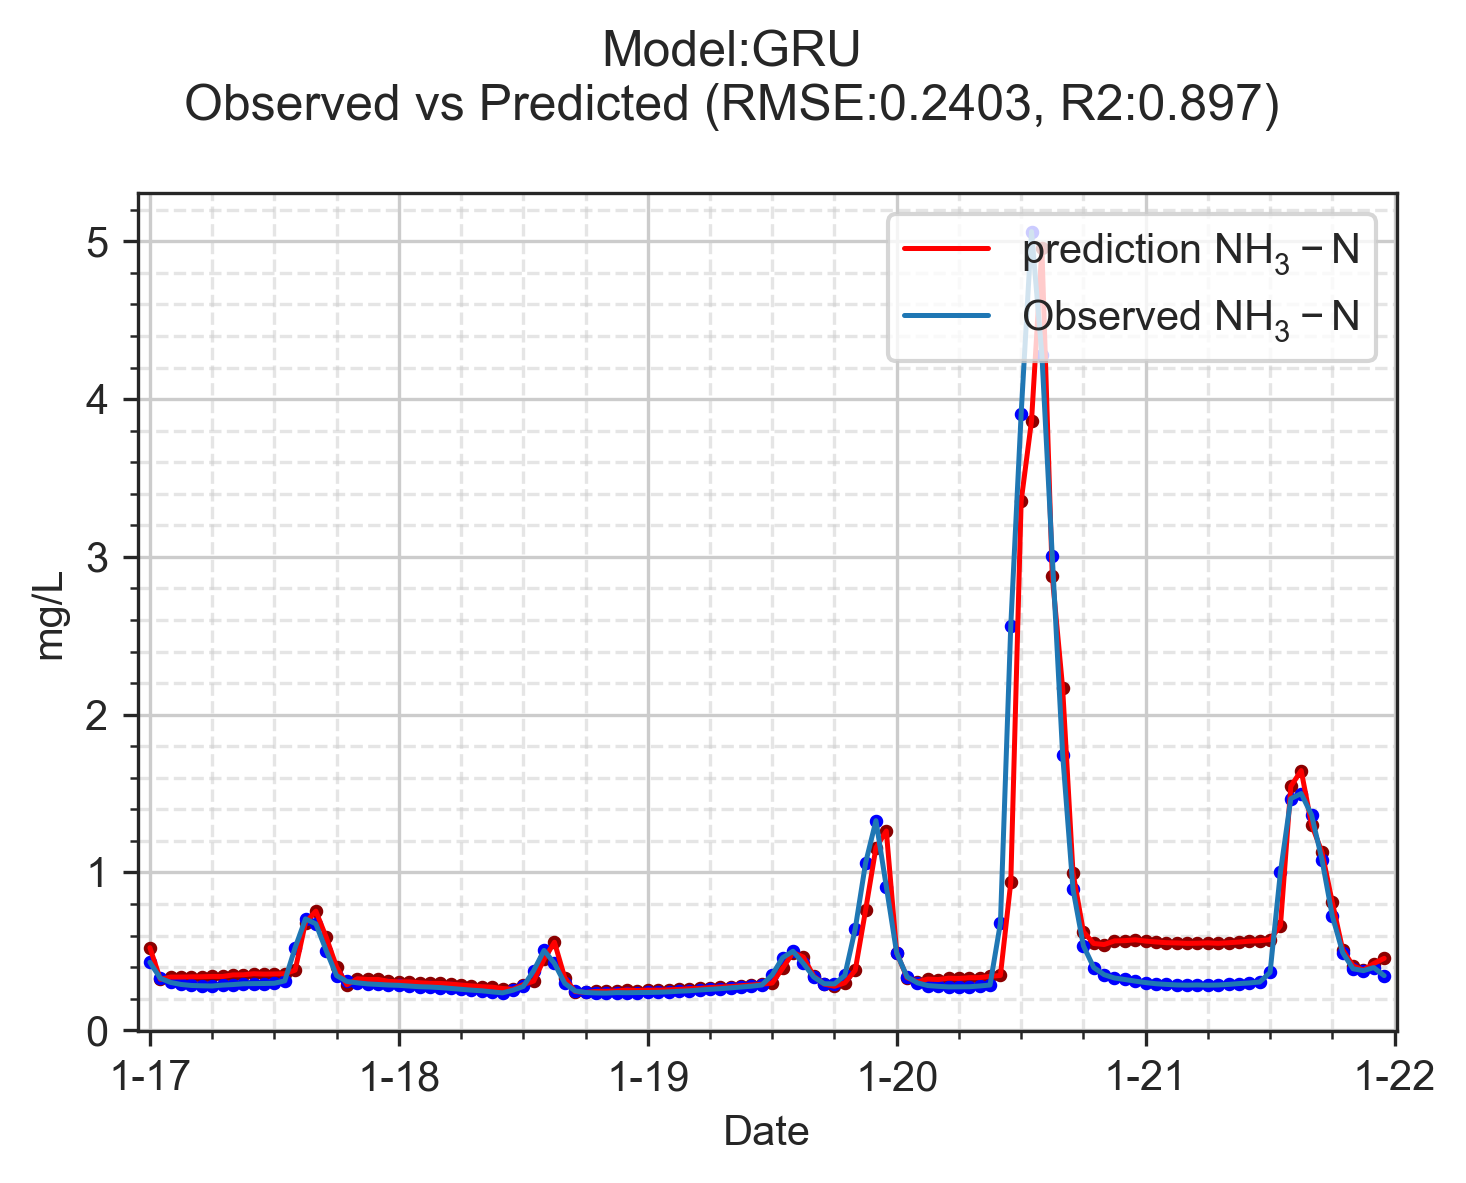 Model:GRU
Observed vs Predicted (RMSE:0.2403, R2:0.897)
prediction NH₃ − N
Observed NH₃ − N
5
4
3
2
1
0
mg/L
1-17 1-18 1-19 1-20 1-21 1-22
Date